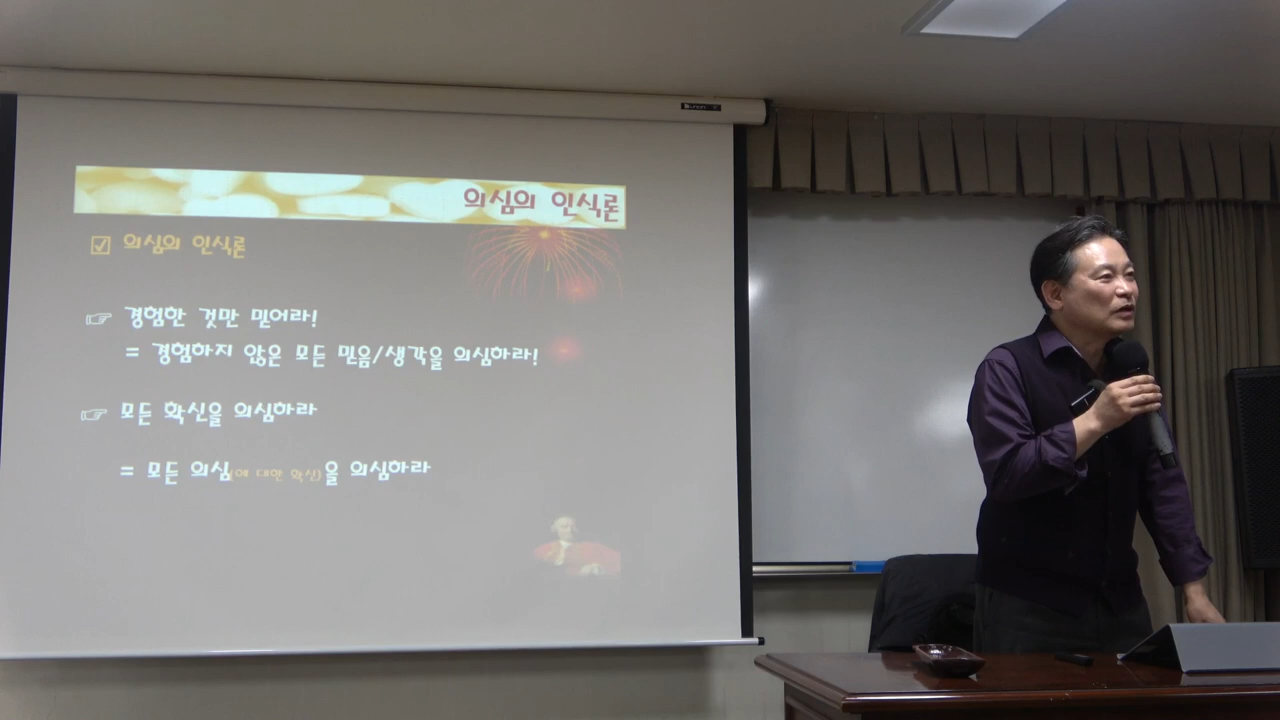 의심의 인식론
☑ 의심의 인식론
☞ 경험한 것만 믿어라!
= 경험하지 않은 모든 믿음/생각을 의심하라!
☞ 모든 확신을 의심하라
= 모든 의심(에 대한 확신)을 의심하라